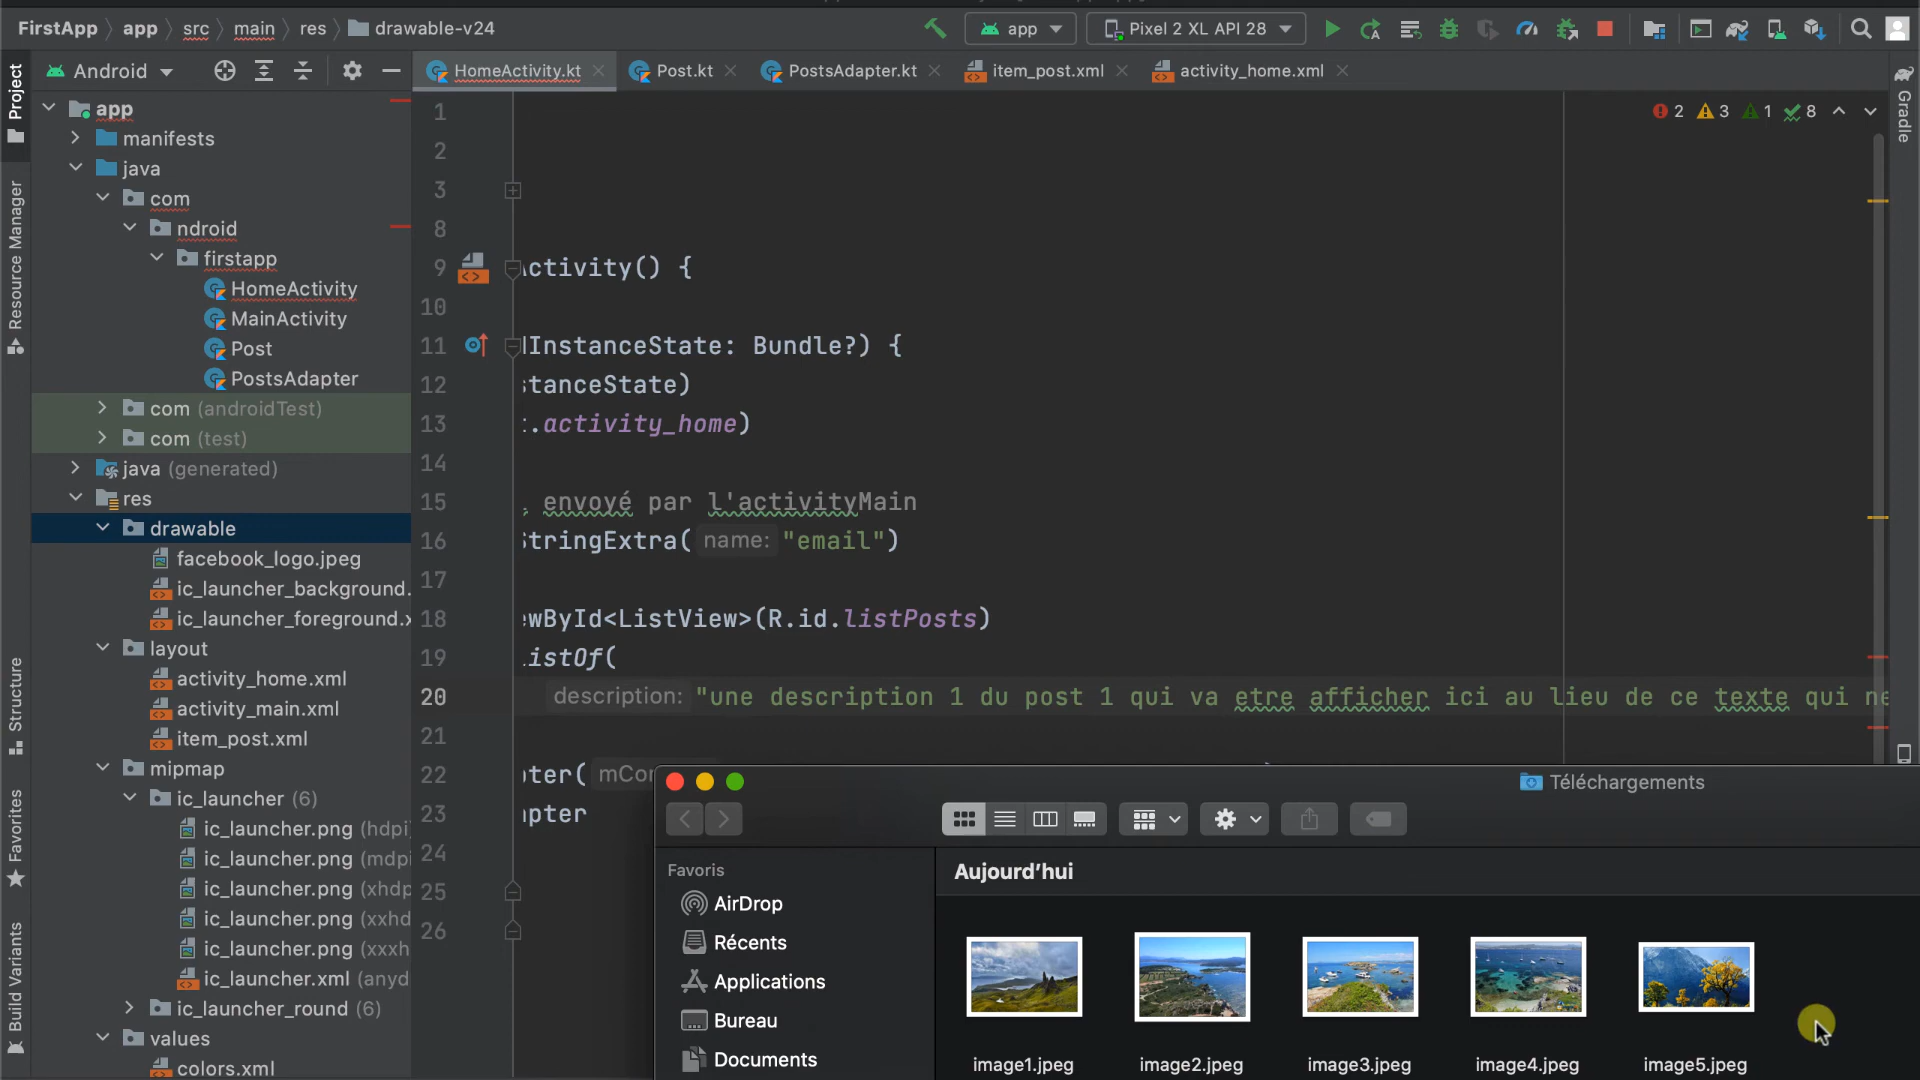 FirstApp app src main res drawable-v24
app Pixel 2 XL API 28
Project
Android
HomeActivity.kt Post.kt PostsAdapter.kt item_post.xml activity_home.xml
Gradle
2 3 1 8
app
manifests
java
com
ndroid
firstapp
HomeActivity
MainActivity
Post
PostsAdapter
com (androidTest)
com (test)
java (generated)
res
drawable
facebook_logo.jpeg
ic_launcher_background.
ic_launcher_foreground.x
layout
activity_home.xml
activity_main.xml
item_post.xml
mipmap
ic_launcher (6)
ic_launcher.png (hdpi)
ic_launcher.png (mdpi
ic_launcher.png (xhdp
ic_launcher.png (xxhd
ic_launcher.png (xxxh
ic_launcher.xml (anyd
ic_launcher_round (6)
values
colors.xml
Resource Manager
Structure
Favorites
Build Variants
1
2
3
8
9 Activity() {
10
11 dInstanceState: Bundle?) {
12 stanceState)
13 t.activity_home)
14
15 envoyé par l'activityMain
16 StringExtra( name: "email")
17
18 ewById<ListView>(R.id.listPosts)
19 listOf(
20 description: "une description 1 du post 1 qui va etre afficher ici au lieu de ce texte qui ne
21
22 pter( mCon
23 apter
24
25
26
Téléchargements
Favoris
AirDrop
Récents
Applications
Bureau
Documents
Aujourd’hui
image1.jpeg image2.jpeg image3.jpeg image4.jpeg image5.jpeg